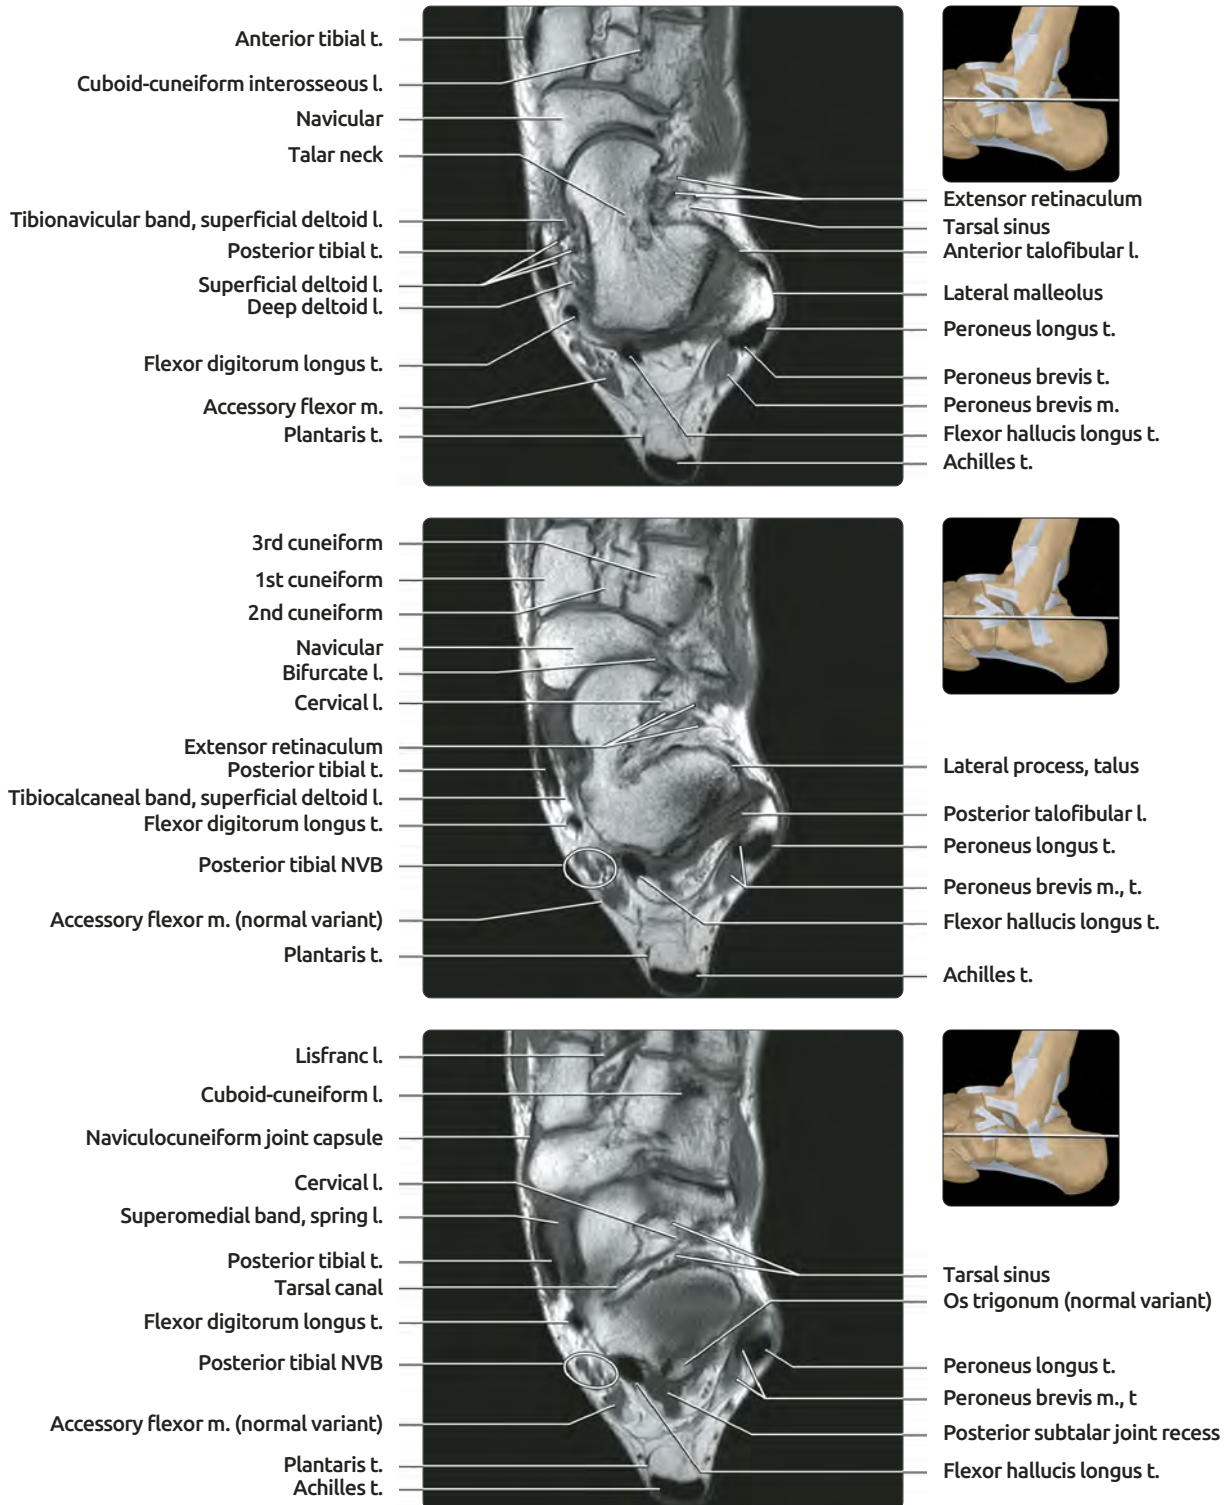 Anterior tibial t.
Cuboid-cuneiform interosseous l.
Navicular
Talar neck
Tibionavicular band, superficial deltoid l.
Posterior tibial t.
Superficial deltoid l.
Deep deltoid l.
Flexor digitorum longus t.
Accessory flexor m.
Plantaris t.
Extensor retinaculum
Tarsal sinus
Anterior talofibular l.
Lateral malleolus
Peroneus longus t.
Peroneus brevis t.
Peroneus brevis m.
Flexor hallucis longus t.
Achilles t.
3rd cuneiform
1st cuneiform
2nd cuneiform
Navicular
Bifurcate l.
Cervical l.
Extensor retinaculum
Posterior tibial t.
Tibiocalcaneal band, superficial deltoid l.
Flexor digitorum longus t.
Posterior tibial NVB
Accessory flexor m. (normal variant)
Plantaris t.
Lateral process, talus
Posterior talofibular l.
Peroneus longus t.
Peroneus brevis m., t.
Flexor hallucis longus t.
Achilles t.
Lisfranc l.
Cuboid-cuneiform l.
Naviculocuneiform joint capsule
Cervical l.
Superomedial band, spring l.
Posterior tibial t.
Tarsal canal
Flexor digitorum longus t.
Posterior tibial NVB
Accessory flexor m. (normal variant)
Plantaris t.
Achilles t.
Tarsal sinus
Os trigonum (normal variant)
Peroneus longus t.
Peroneus brevis m., t
Posterior subtalar joint recess
Flexor hallucis longus t.